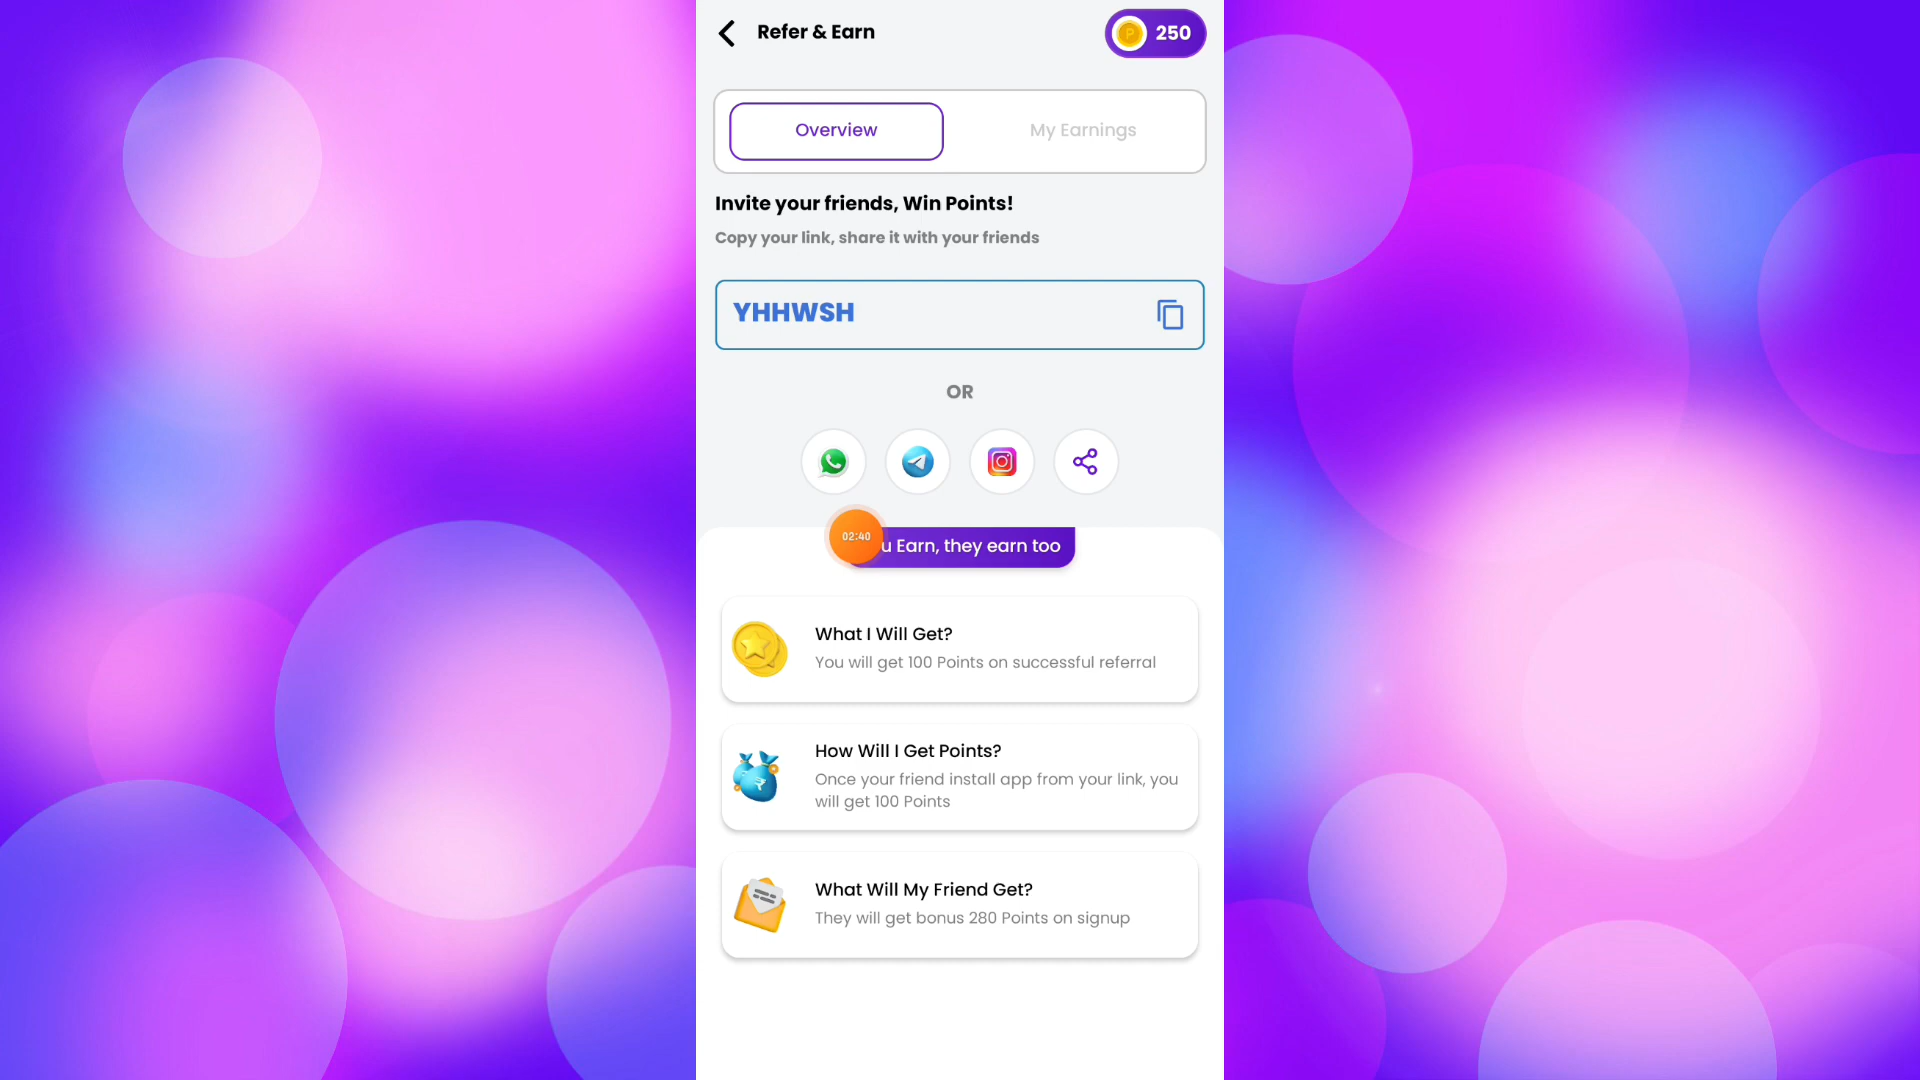 Refer & Earn
250
Overview
My Earnings
Invite your friends, Win Points!
Copy your link, share it with your friends
YHHWSH
OR
02:40
u Earn, they earn too
What I Will Get?
You will get 100 Points on successful referral
How Will I Get Points?
Once your friend install app from your link, you
will get 100 Points
What Will My Friend Get?
They will get bonus 280 Points on signup